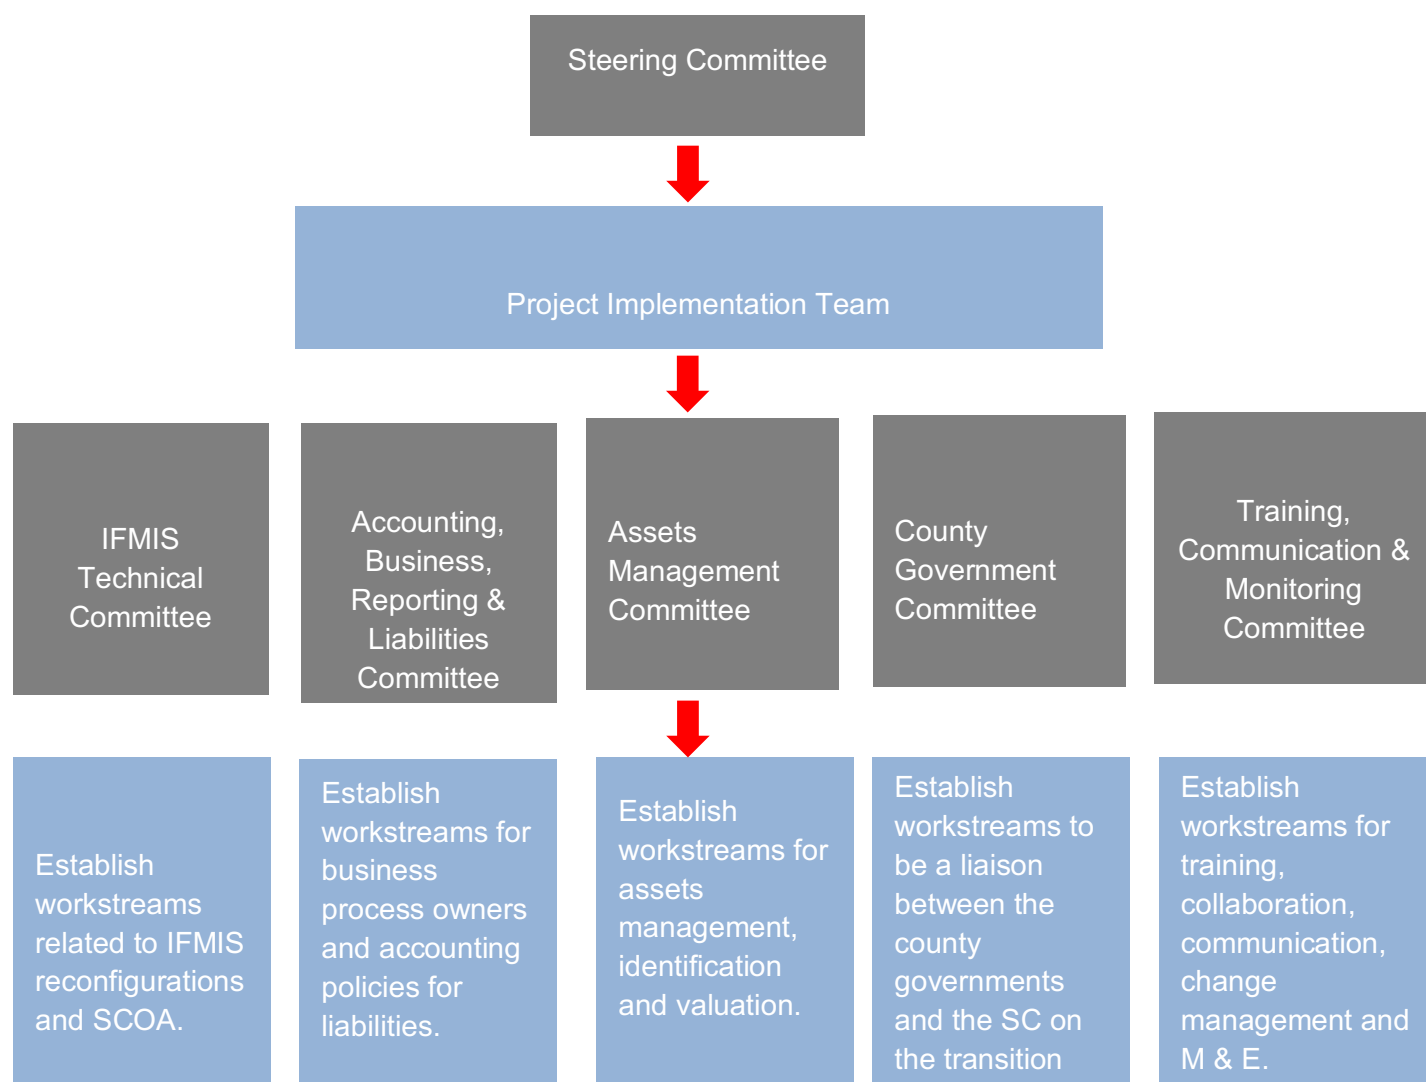 Steering Committee
Project Implementation Team
IFMIS
Technical
Committee
Accounting,
Business,
Reporting &
Liabilities
Committee
Assets
Management
Committee
County
Government
Committee
Training,
Communication &
Monitoring
Committee
Establish
workstreams
related to IFMIS
reconfigurations
and SCOA.
Establish
workstreams for
business
process owners
and accounting
policies for
liabilities.
Establish
workstreams for
assets
management,
identification
and valuation.
Establish
workstreams to
be a liaison
between the
county
governments
and the SC on
the transition
Establish
workstreams for
training,
collaboration,
communication,
change
management and
M & E.